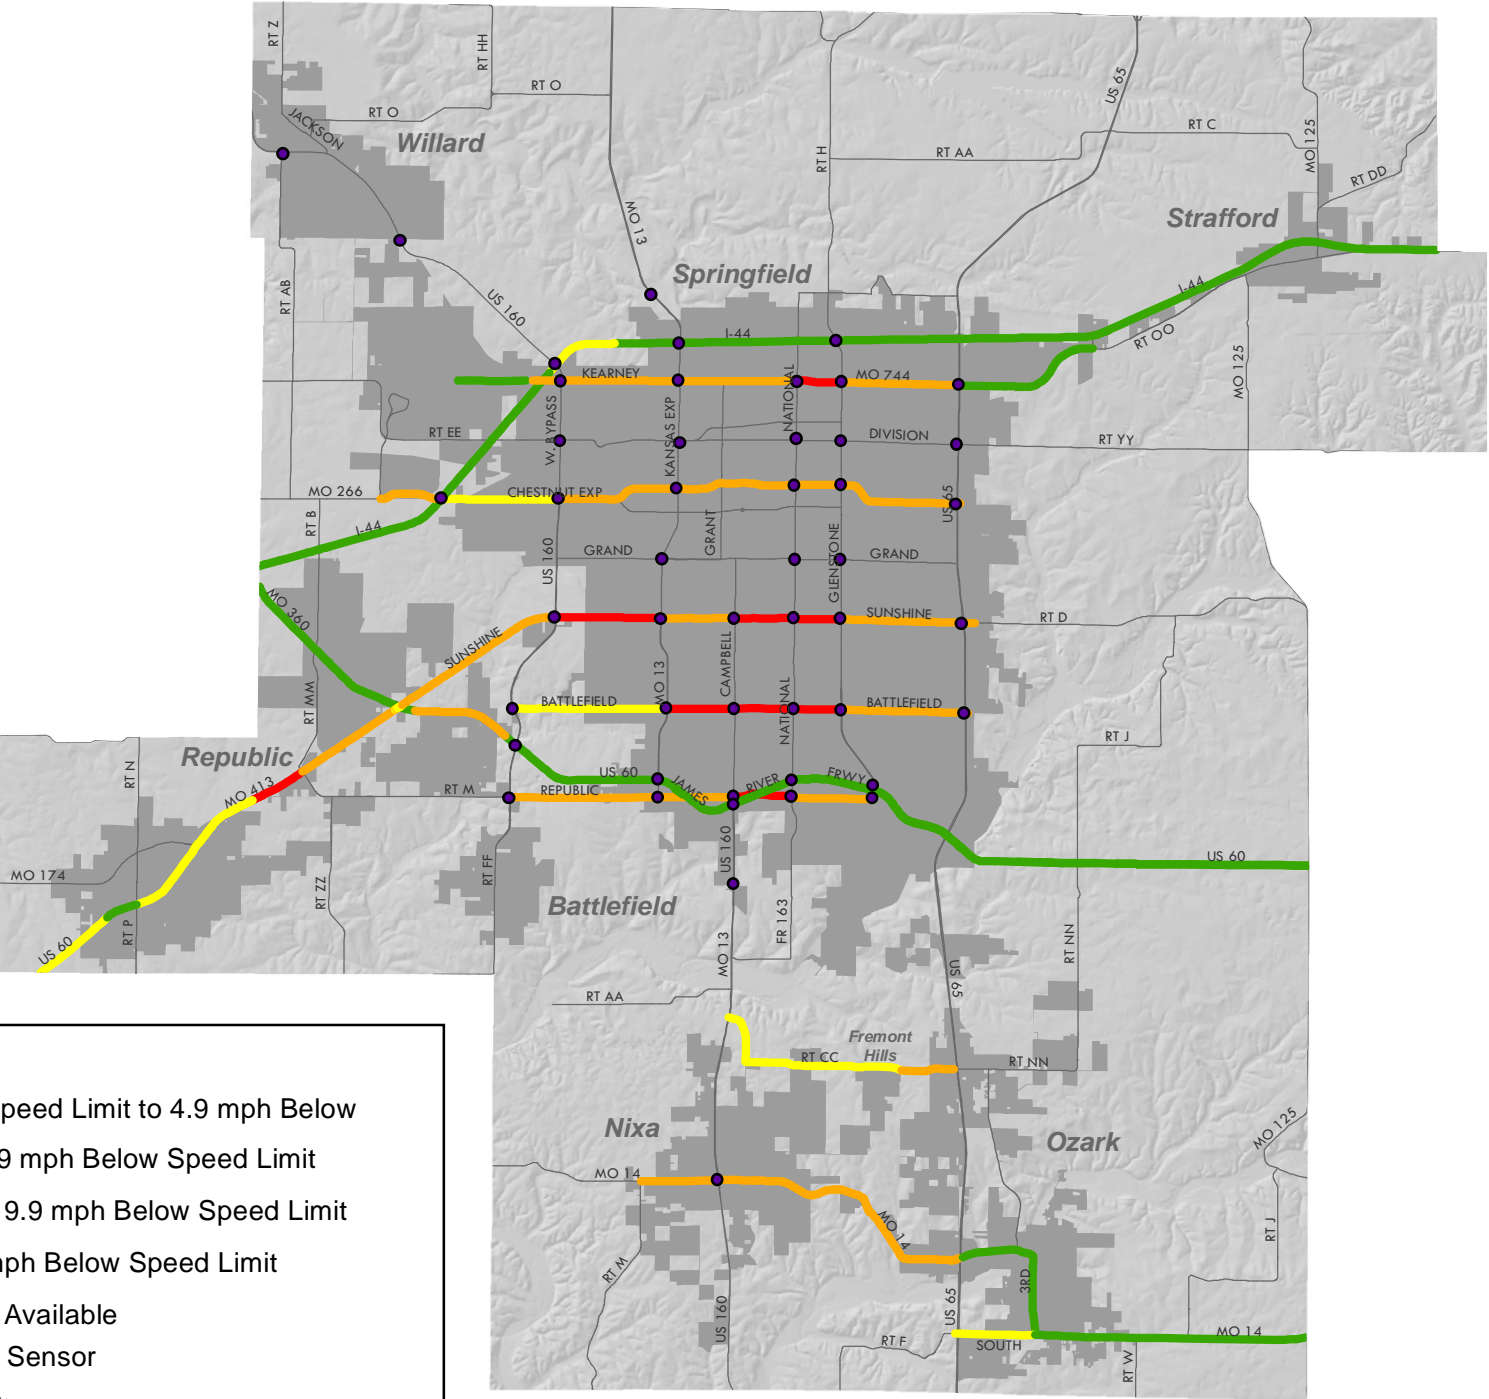 RT Z
RT HH
RT O
RT O
JACKSON
Willard
US 65
RT C
MO 125
RT H
RT AA
RT DD
MO 13
Strafford
Springfield
RT AB
US 160
I-44
I-44
RT OO
KEARNEY
NATIONAL
MO 744
MO 125
W. BYPASS
KANSAS EXP
RT EE
DIVISION
RT YY
MO 266
CHESTNUT EXP
US 65
RT B
I-44
GRANT
US 160
GRAND
GLENSTONE
GRAND
MO 360
SUNSHINE
SUNSHINE
RT D
CAMPBELL
MO 13
RT MM
BATTLEFIELD
NATIONAL
BATTLEFIELD
RT J
Republic
RT N
MO 413
RT M
US 60
REPUBLIC
JAMES
RIVER
FRWY
US 160
US 60
MO 174
RT ZZ
RT FF
Battlefield
RT P
US 60
FR 163
MO 13
RT NN
US 65
RT AA
Fremont
Hills
RT CC
RT NN
Nixa
Ozark
MO 125
MO 14
MO 14
RT J
RT M
3RD
US 160
US 65
RT F
SOUTH
MO 14
RT W
peed Limit to 4.9 mph Below
9 mph Below Speed Limit
9.9 mph Below Speed Limit
mph Below Speed Limit
Available
Sensor